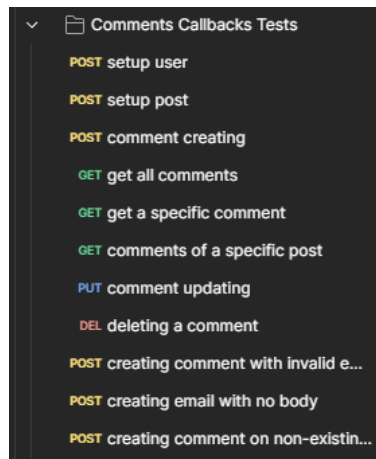 Comments Callbacks Tests
POST setup user
POST setup post
POST comment creating
GET get all comments
GET get a specific comment
GET comments of a specific post
PUT comment updating
DEL deleting a comment
POST creating comment with invalid e...
POST creating email with no body
POST creating comment on non-existin...